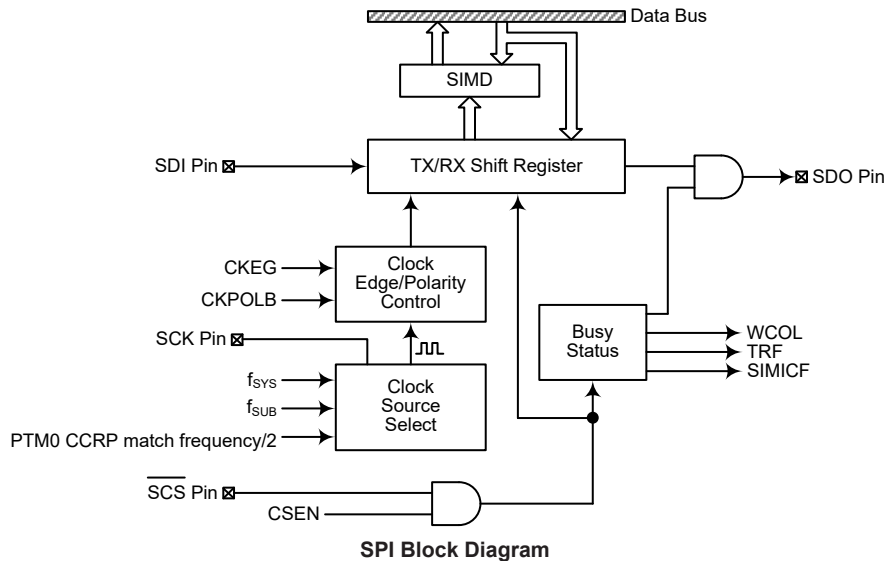 Data Bus
SIMD
SDI Pin
TX/RX Shift Register
SDO Pin
CKEG
CKPOLB
Clock
Edge/Polarity
Control
SCK Pin
Busy
Status
WCOL
TRF
SIMICF
fSYS
fSUB
PTM0 CCRP match frequency/2
Clock
Source
Select
SCS Pin
CSEN
SPI Block Diagram